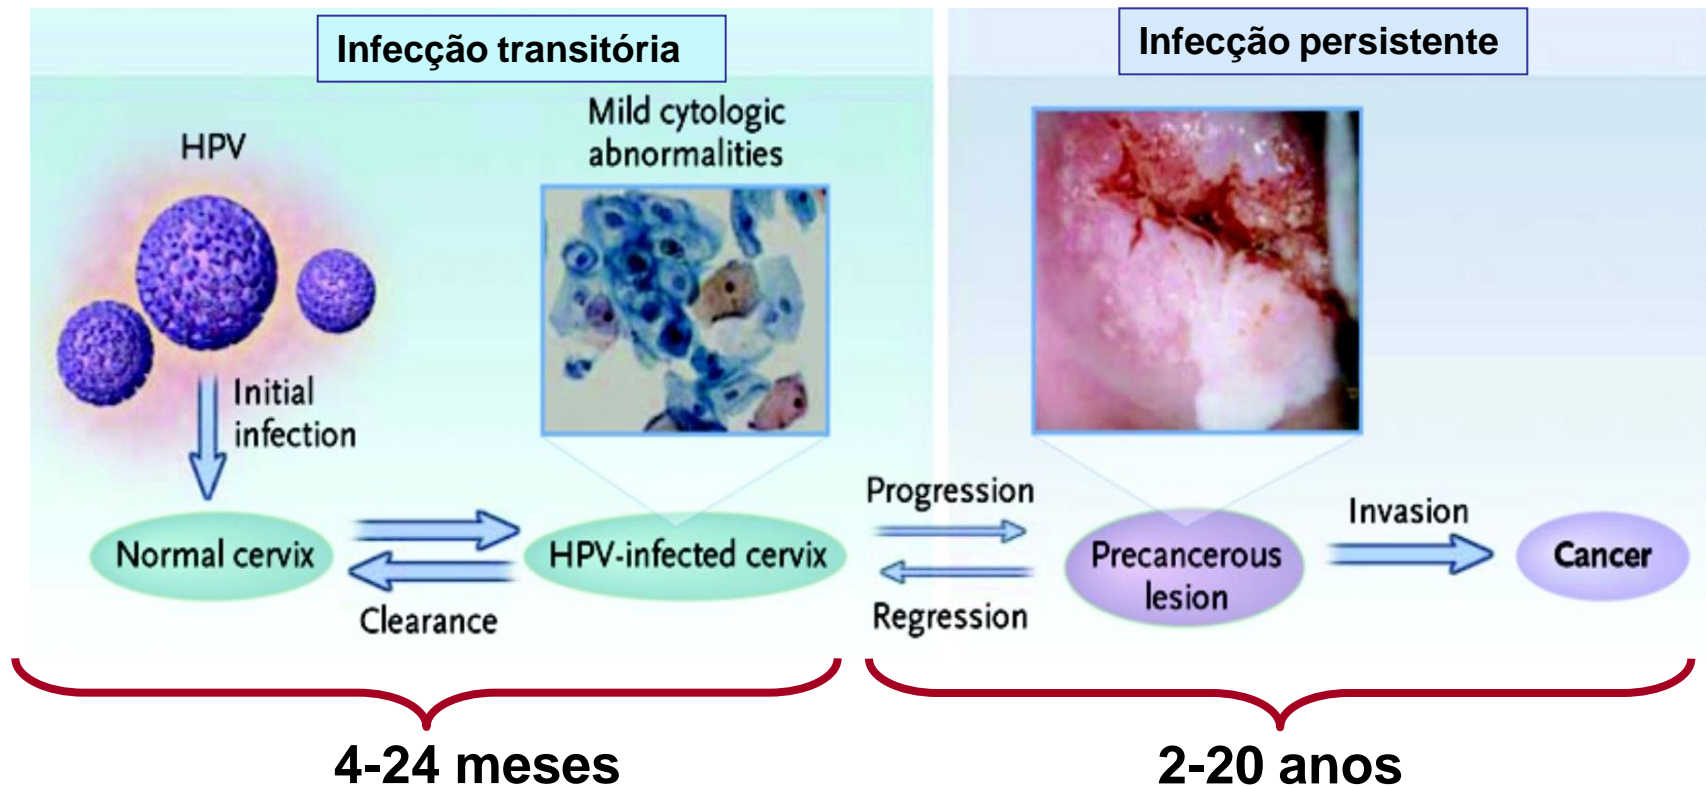 Infecção transitória
Infecção persistente
HPV
Mild cytologic
abnormalities
Initial
infection
Normal cervix
Clearance
HPV-infected cervix
Progression
Regression
Precancerous
lesion
Invasion
Cancer
4-24 meses
2-20 anos